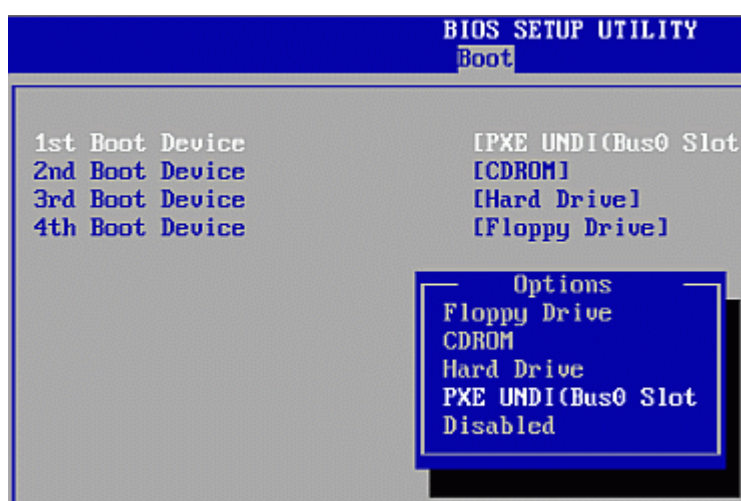 BIOS SETUP UTILITY
Boot
1st Boot Device [PXE UNDI(Bus0 Slot
2nd Boot Device [CDROM]
3rd Boot Device [Hard Drive]
4th Boot Device [Floppy Drive]
Options
Floppy Drive
CDROM
Hard Drive
PXE UNDI(Bus0 Slot
Disabled